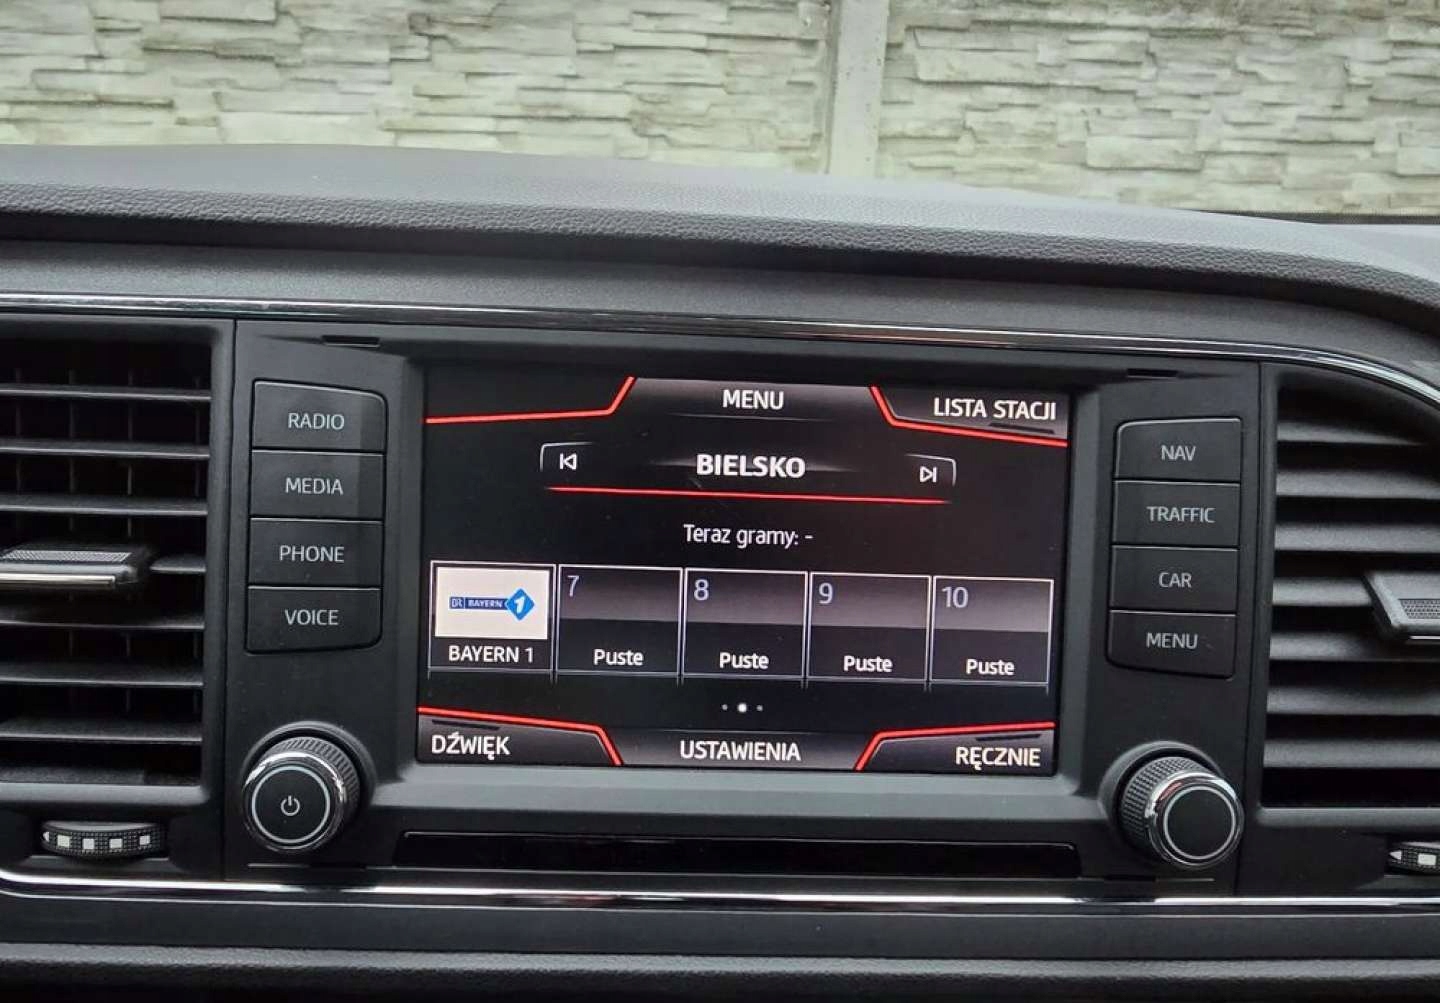 RADIO
MEDIA
PHONE
VOICE
MENU
LISTA STACJI
BIELSKO
Teraz gramy: -
BR BAYERN 1
BAYERN 1
7
Puste
8
Puste
9
Puste
10
Puste
DŹWIĘK
USTAWIENIA
RĘCZNIE
NAV
TRAFFIC
CAR
MENU